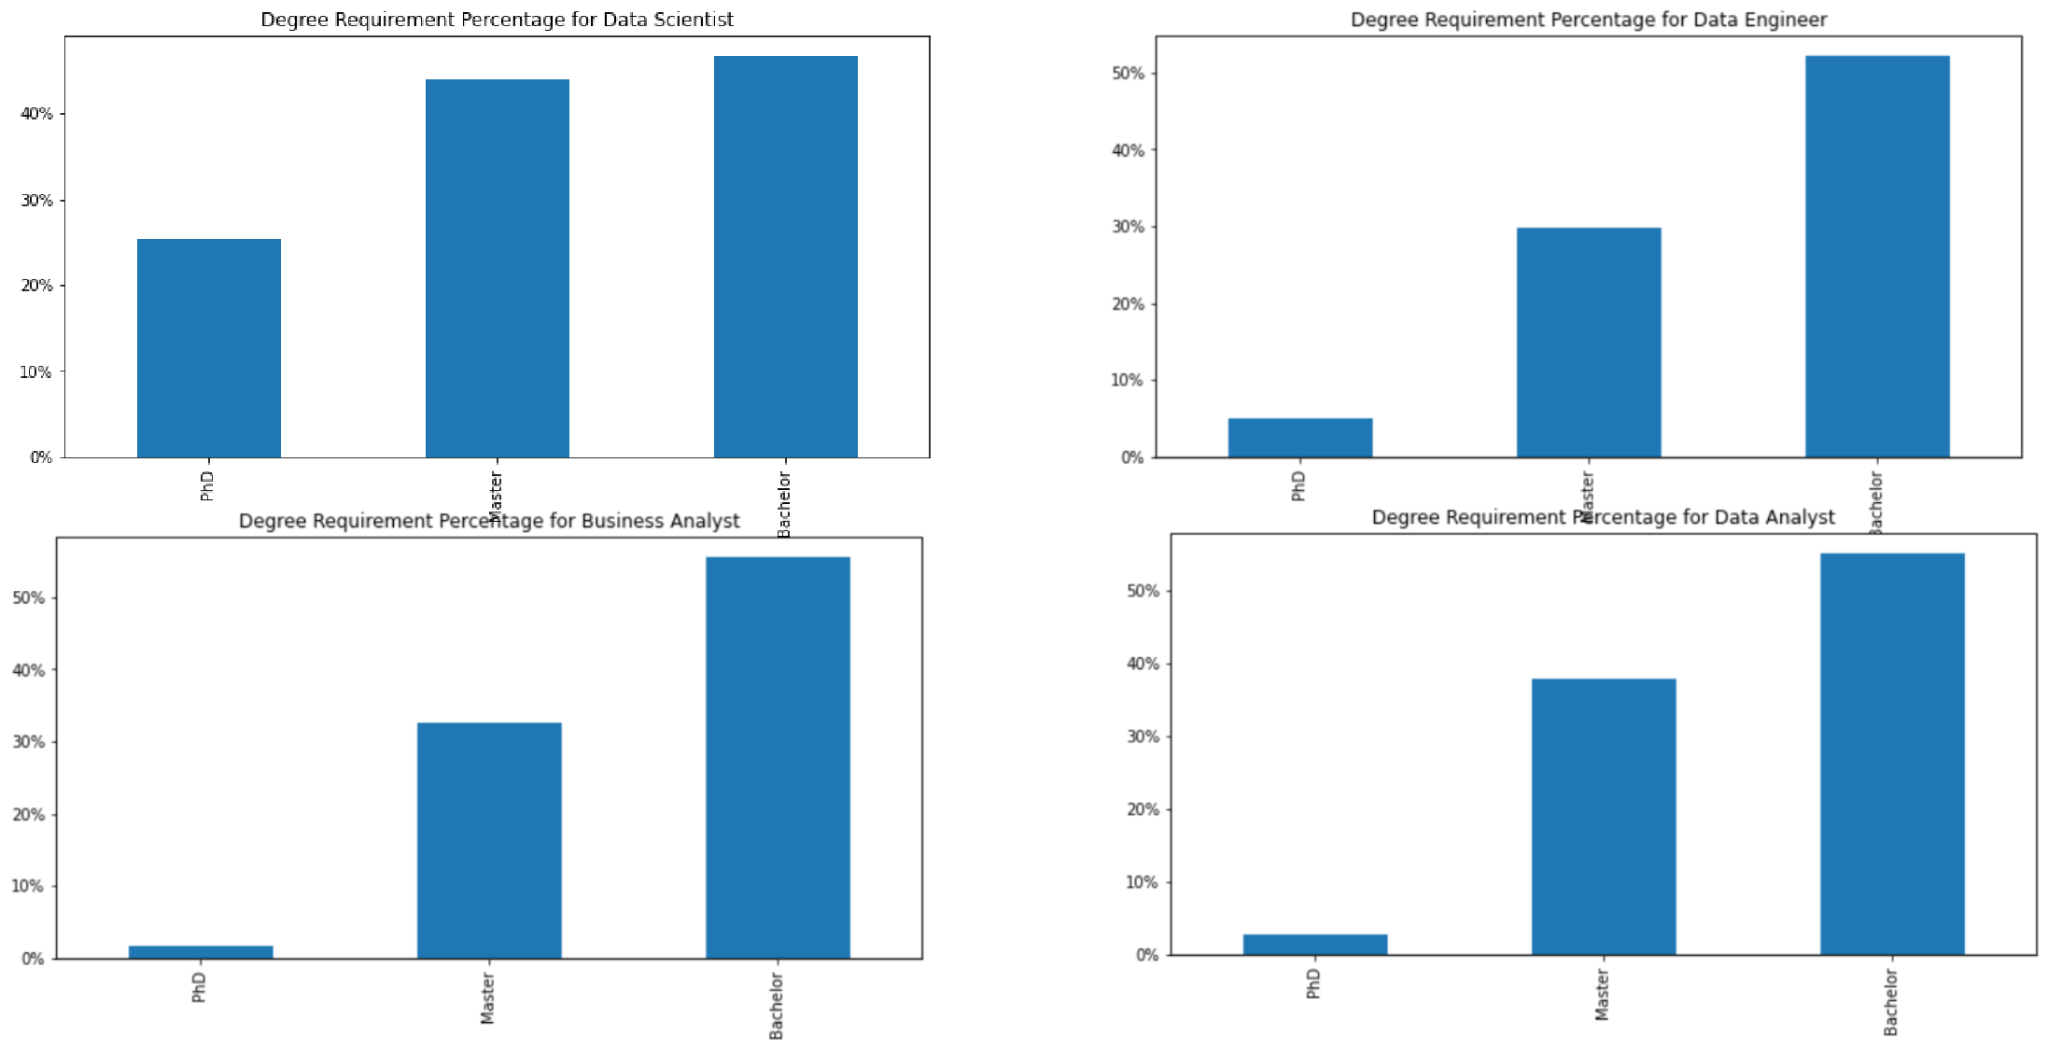 Degree Requirement Percentage for Data Scientist
40%
30%
20%
10%
0%
PhD
Master
Bachelor
Degree Requirement Percentage for Data Engineer
50%
40%
30%
20%
10%
0%
PhD
Master
Bachelor
Degree Requirement Percentage for Business Analyst
50%
40%
30%
20%
10%
0%
PhD
Master
Bachelor
Degree Requirement Percentage for Data Analyst
50%
40%
30%
20%
10%
0%
PhD
Master
Bachelor